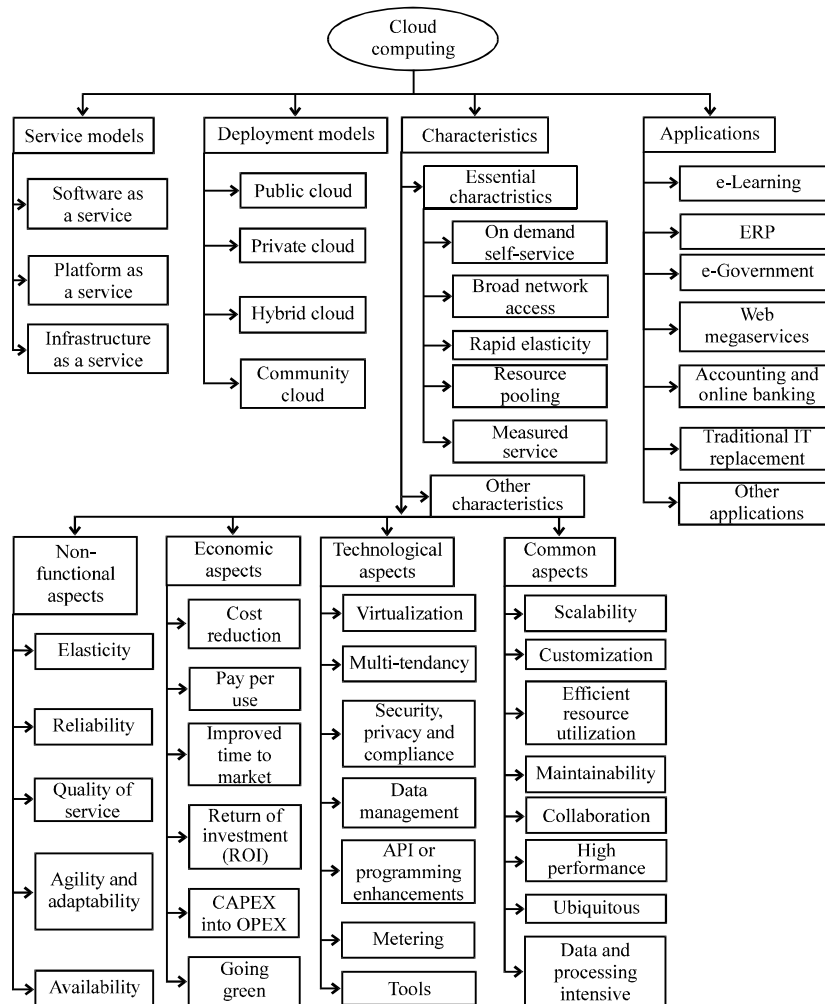 Cloud
computing
Service models
Software as
a service
Platform as
a service
Infrastructure
as a service
Deployment models
Public cloud
Private cloud
Hybrid cloud
Community
cloud
Characteristics
Essential
charactristics
On demand
self-service
Broad network
access
Rapid elasticity
Resource
pooling
Measured
service
Other
characteristics
Applications
e-Learning
ERP
e-Government
Web
megaservices
Accounting and
online banking
Traditional IT
replacement
Other
applications
Non-
functional
aspects
Elasticity
Reliability
Quality of
service
Agility and
adaptability
Availability
Economic
aspects
Cost
reduction
Pay per
use
Improved
time to
market
Return of
investment
(ROI)
CAPEX
into OPEX
Going
green
Technological
aspects
Virtualization
Multi-tendancy
Security,
privacy and
compliance
Data
management
API or
programming
enhancements
Metering
Tools
Common
aspects
Scalability
Customization
Efficient
resource
utilization
Maintainability
Collaboration
High
performance
Ubiquitous
Data and
processing
intensive